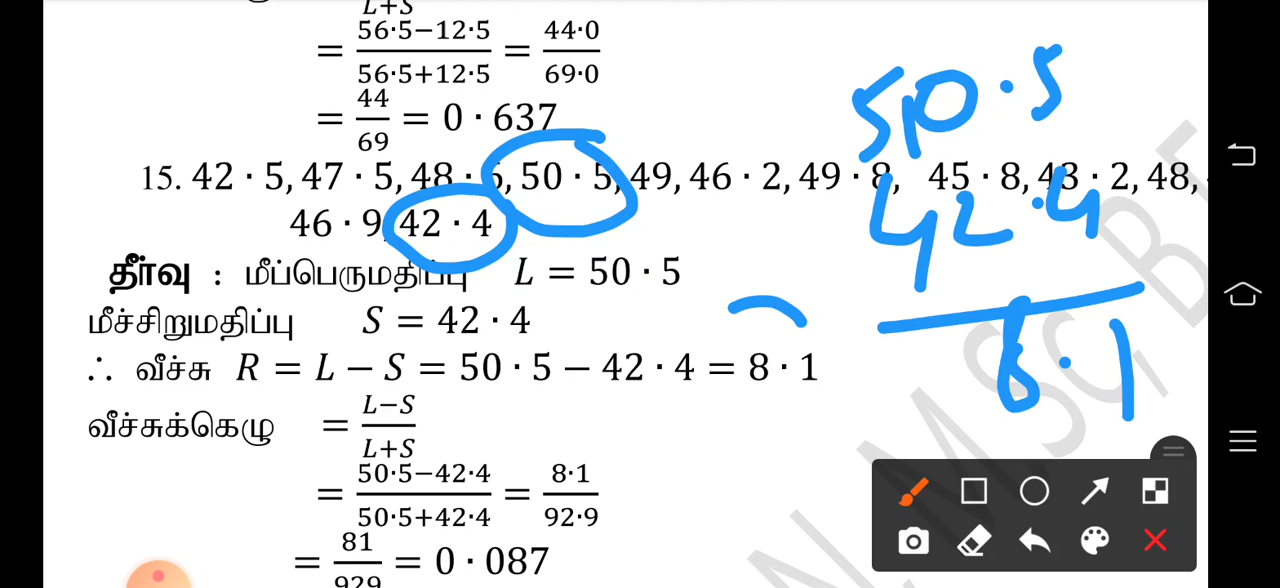 L+S
= 56·5−12·5/56·5+12·5 = 44·0/69·0
= 44/69 = 0·637
15. 42·5, 47·5, 48·5, 50·5, 49, 46·2, 49·8, 45·8, 43·2, 48,
46·9, 42·4
தீர்வு : மீப்பெருமதிப்பு L = 50·5
மீச்சிறுமதிப்பு S = 42·4
∴ வீச்சு R = L − S = 50·5 − 42·4 = 8·1
வீச்சுக்கெழு = L−S/L+S
= 50·5−42·4/50·5+42·4 = 8·1/92·9
= 81/929 = 0·087
50·5
42·4
8·1
N, MSc, B